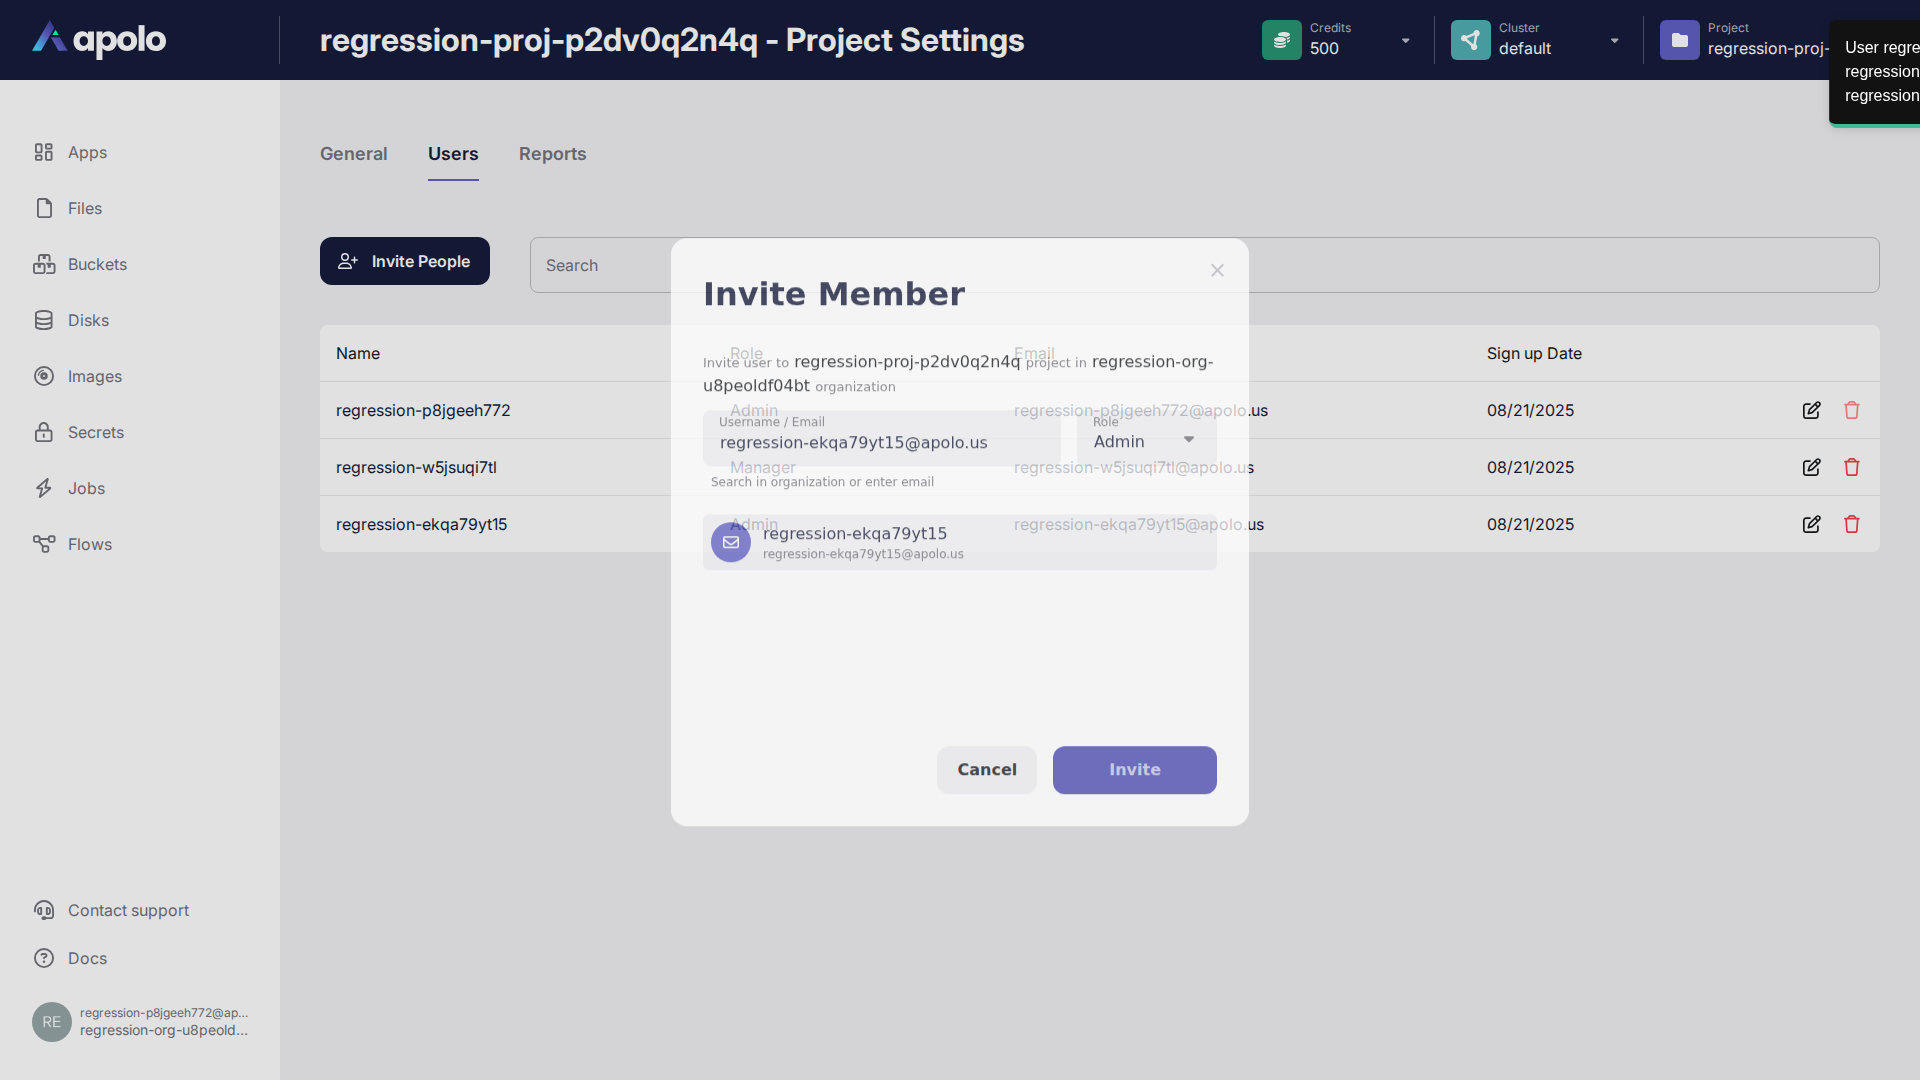 apolo
regression-proj-p2dv0q2n4q - Project Settings
Credits
500
Cluster
default
Project
regression-proj-
User regre
regression
regression
Apps
Files
Buckets
Disks
Images
Secrets
Jobs
Flows
Contact support
Docs
RE
regression-p8jgeeh772@ap...
regression-org-u8peold...
General
Users
Reports
Invite People
Search
Name
Role
Email
Sign up Date
regression-p8jgeeh772
Admin
regression-p8jgeeh772@apolo.us
08/21/2025
regression-w5jsuqi7tl
Manager
regression-w5jsuqi7tl@apolo.us
08/21/2025
regression-ekqa79yt15
Admin
regression-ekqa79yt15@apolo.us
08/21/2025
Invite Member
Invite user to regression-proj-p2dv0q2n4q project in regression-org-
u8peoldf04bt organization
Username / Email
regression-ekqa79yt15@apolo.us
Role
Admin
Search in organization or enter email
regression-ekqa79yt15
regression-ekqa79yt15@apolo.us
Cancel
Invite